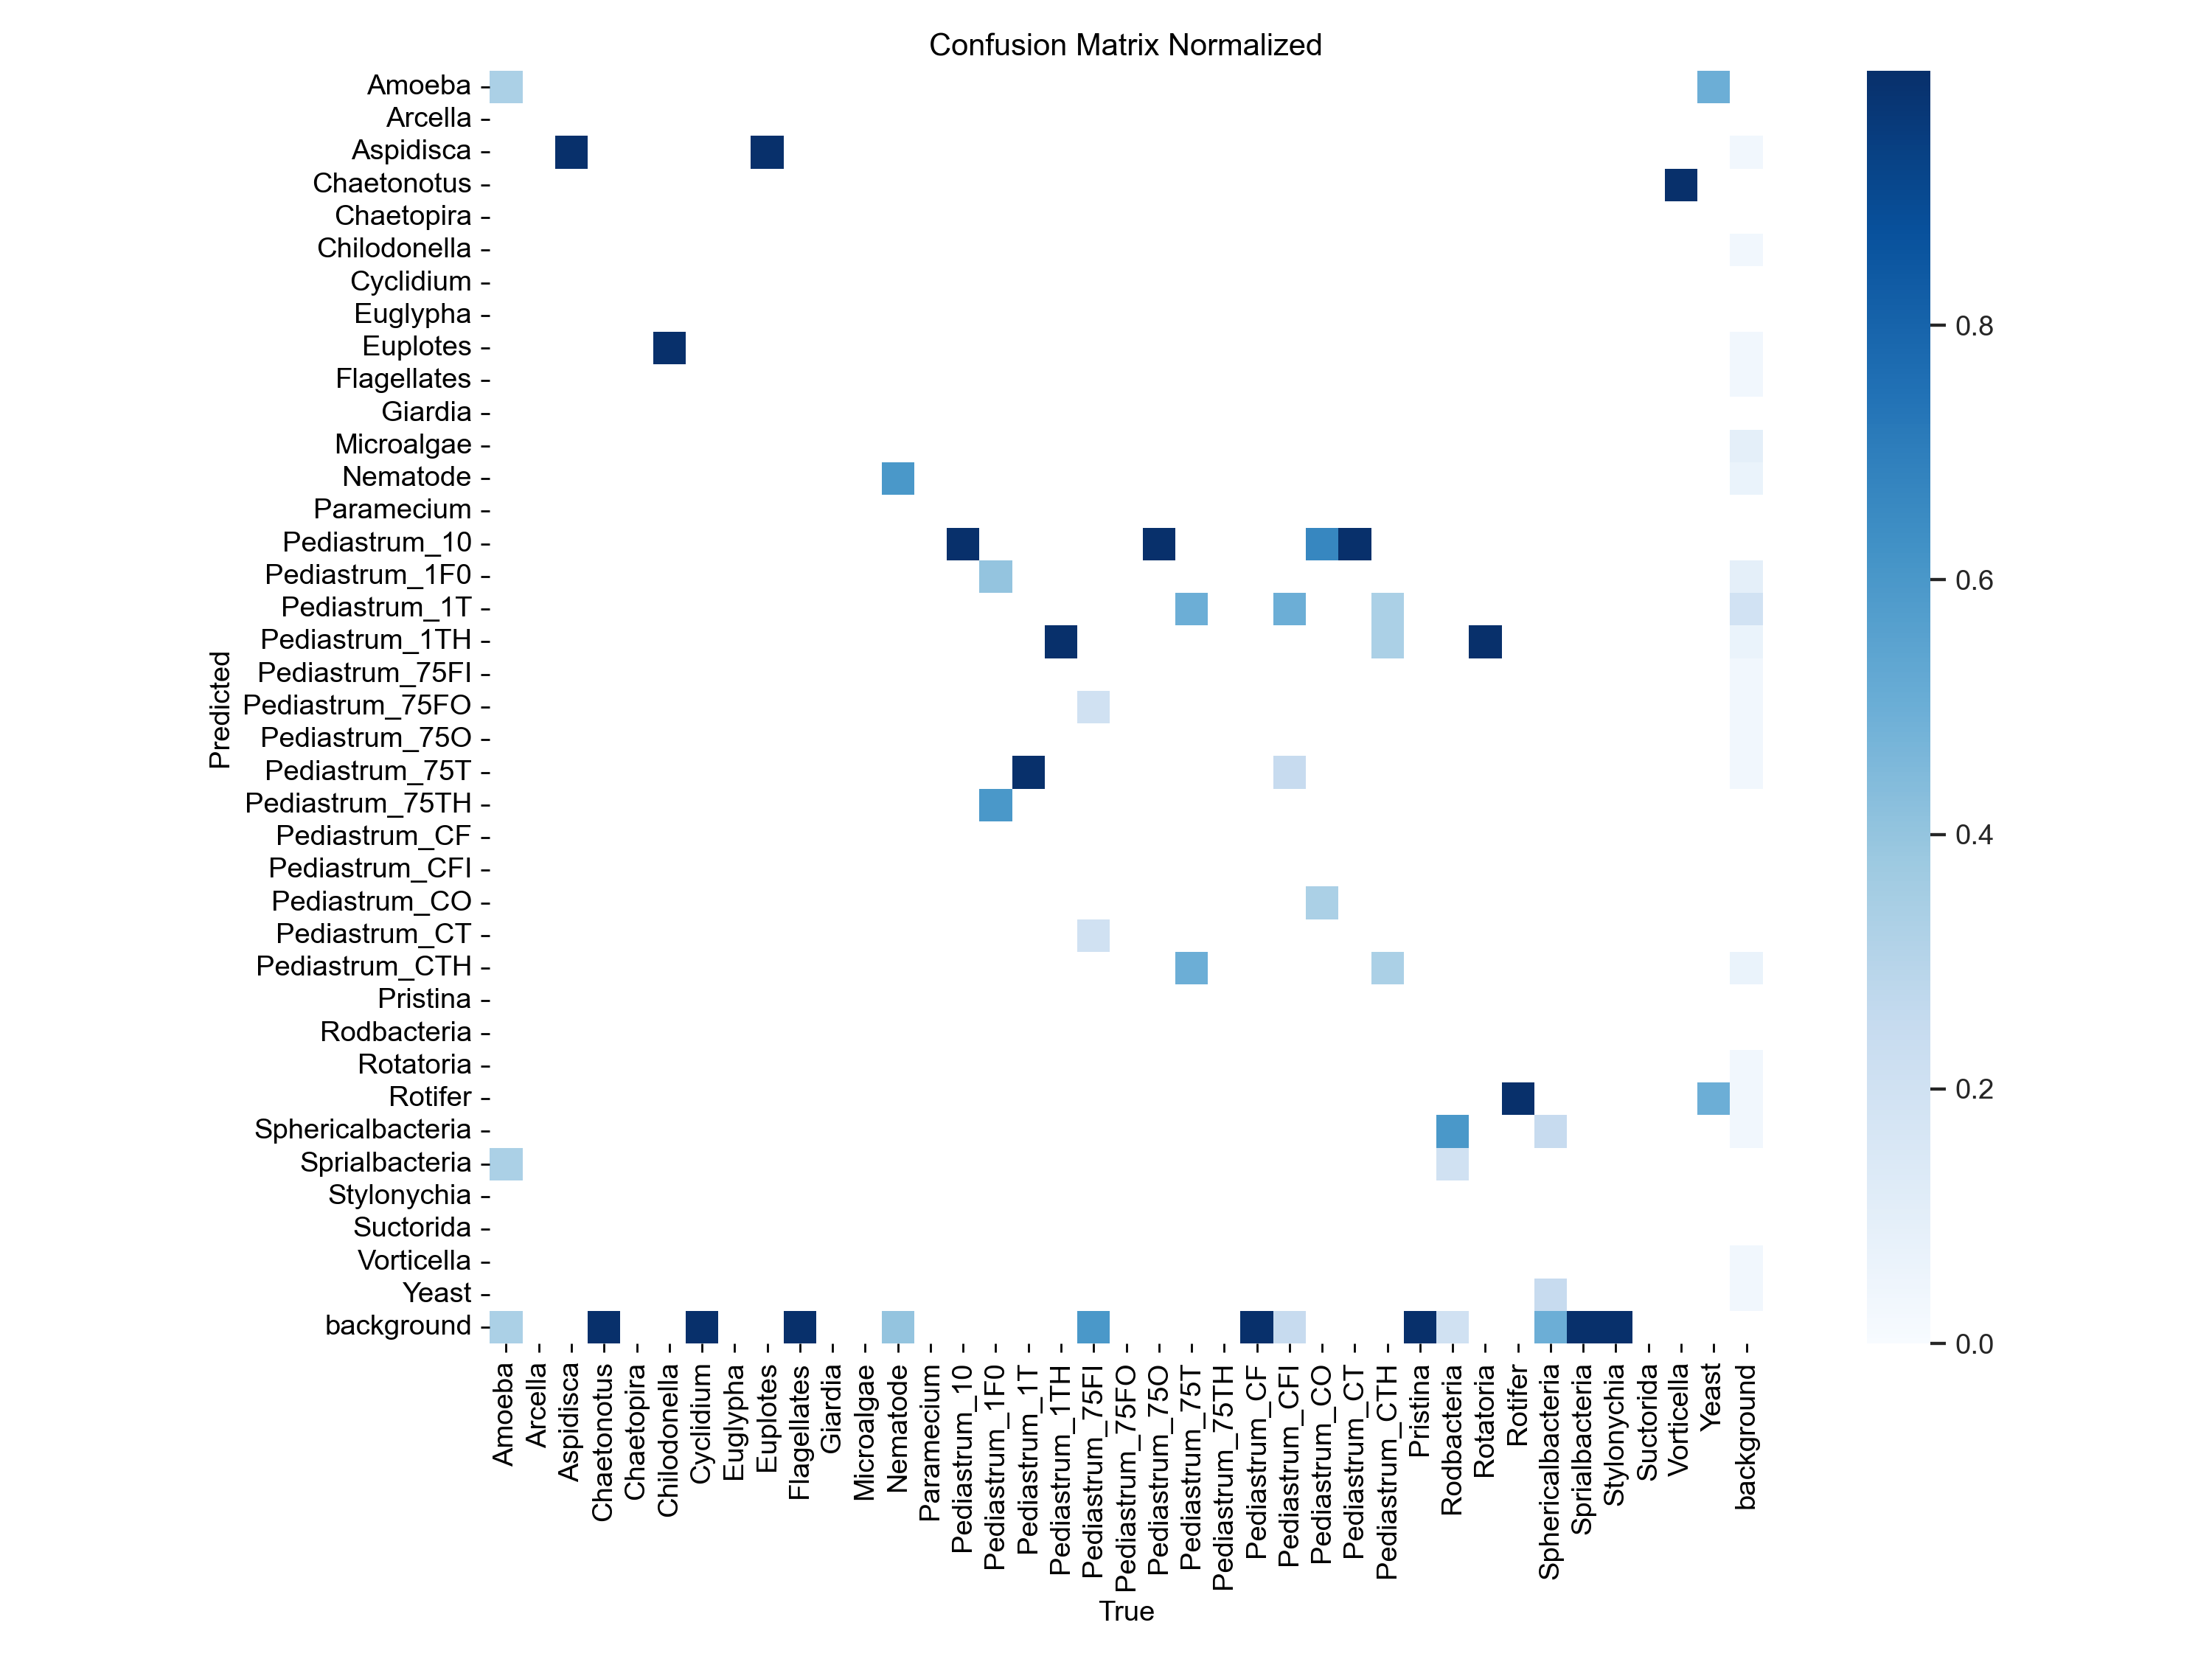 Confusion Matrix Normalized
Predicted
Amoeba
Arcella
Aspidisca
Chaetonotus
Chaetopira
Chilodonella
Cyclidium
Euglypha
Euplotes
Flagellates
Giardia
Microalgae
Nematode
Paramecium
Pediastrum_10
Pediastrum_1F0
Pediastrum_1T
Pediastrum_1TH
Pediastrum_75FI
Pediastrum_75FO
Pediastrum_75O
Pediastrum_75T
Pediastrum_75TH
Pediastrum_CF
Pediastrum_CFI
Pediastrum_CO
Pediastrum_CT
Pediastrum_CTH
Pristina
Rodbacteria
Rotatoria
Rotifer
Sphericalbacteria
Sprialbacteria
Stylonychia
Suctorida
Vorticella
Yeast
background
Amoeba
Arcella
Aspidisca
Chaetonotus
Chaetopira
Chilodonella
Cyclidium
Euglypha
Euplotes
Flagellates
Giardia
Microalgae
Nematode
Paramecium
Pediastrum_10
Pediastrum_1F0
Pediastrum_1T
Pediastrum_1TH
Pediastrum_75FI
Pediastrum_75FO
Pediastrum_75O
Pediastrum_75T
Pediastrum_75TH
Pediastrum_CF
Pediastrum_CFI
Pediastrum_CO
Pediastrum_CT
Pediastrum_CTH
Pristina
Rodbacteria
Rotatoria
Rotifer
Sphericalbacteria
Sprialbacteria
Stylonychia
Suctorida
Vorticella
Yeast
background
True
0.8
0.6
0.4
0.2
0.0